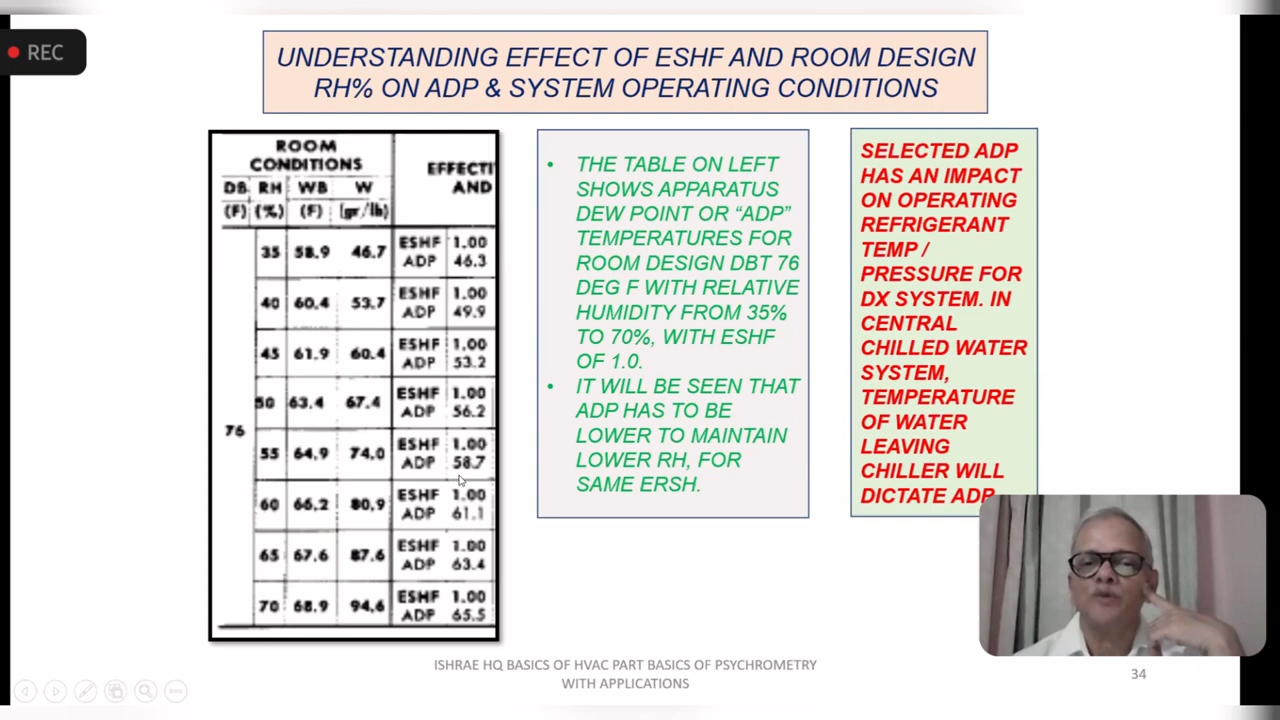 REC
UNDERSTANDING EFFECT OF ESHF AND ROOM DESIGN
RH% ON ADP & SYSTEM OPERATING CONDITIONS
ROOM
CONDITIONS
EFFECTI
AND
DB RH WB W
(F) (%) (F) (gr/lb)
35 58.9 46.7 ESHF 1.00
ADP 46.3
40 60.4 53.7 ESHF 1.00
ADP 49.9
45 61.9 60.4 ESHF 1.00
ADP 53.2
50 63.4 67.4 ESHF 1.00
ADP 56.2
76
55 64.9 74.0 ESHF 1.00
ADP 58.7
60 66.2 80.9 ESHF 1.00
ADP 61.1
65 67.6 87.6 ESHF 1.00
ADP 63.4
70 68.9 94.6 ESHF 1.00
ADP 65.5
• THE TABLE ON LEFT
SHOWS APPARATUS
DEW POINT OR “ADP”
TEMPERATURES FOR
ROOM DESIGN DBT 76
DEG F WITH RELATIVE
HUMIDITY FROM 35%
TO 70%, WITH ESHF
OF 1.0.
• IT WILL BE SEEN THAT
ADP HAS TO BE
LOWER TO MAINTAIN
LOWER RH, FOR
SAME ERSH.
SELECTED ADP
HAS AN IMPACT
ON OPERATING
REFRIGERANT
TEMP /
PRESSURE FOR
DX SYSTEM. IN
CENTRAL
CHILLED WATER
SYSTEM,
TEMPERATURE
OF WATER
LEAVING
CHILLER WILL
DICTATE ADP
ISHRAE HQ BASICS OF HVAC PART BASICS OF PSYCHROMETRY
WITH APPLICATIONS
34